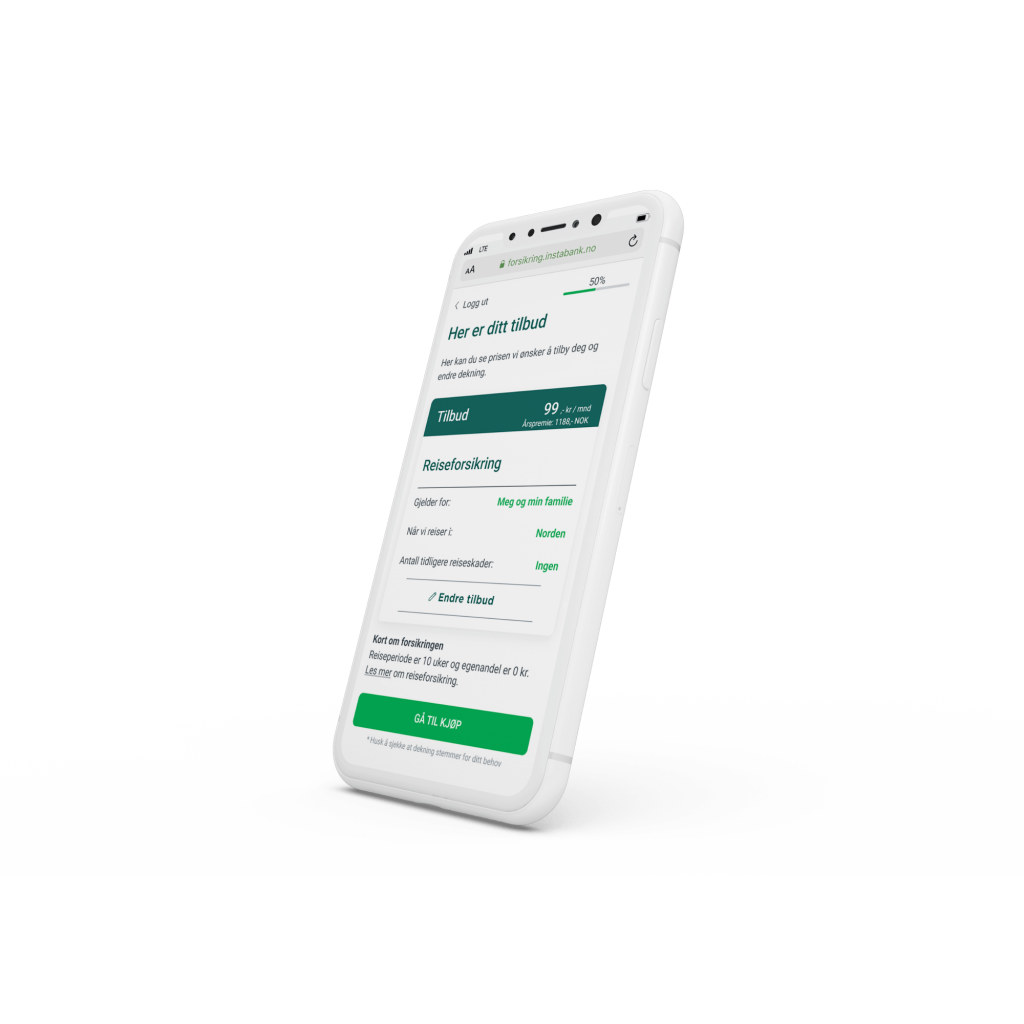 LTE
AA
forsikring.instabank.no
50%
Logg ut
Her er ditt tilbud
Her kan du se prisen vi ønsker å tilby deg og
endre dekning.
Tilbud
99 ,- kr / mnd
Årspremie: 1188,- NOK
Reiseforsikring
Gjelder for: Meg og min familie
Når vi reiser i: Norden
Antall tidligere reiseskader: Ingen
Endre tilbud
Kort om forsikringen
Reiseperiode er 10 uker og egenandel er 0 kr.
Les mer om reiseforsikring.
GÅ TIL KJØP
* Husk å sjekke at dekning stemmer for ditt behov